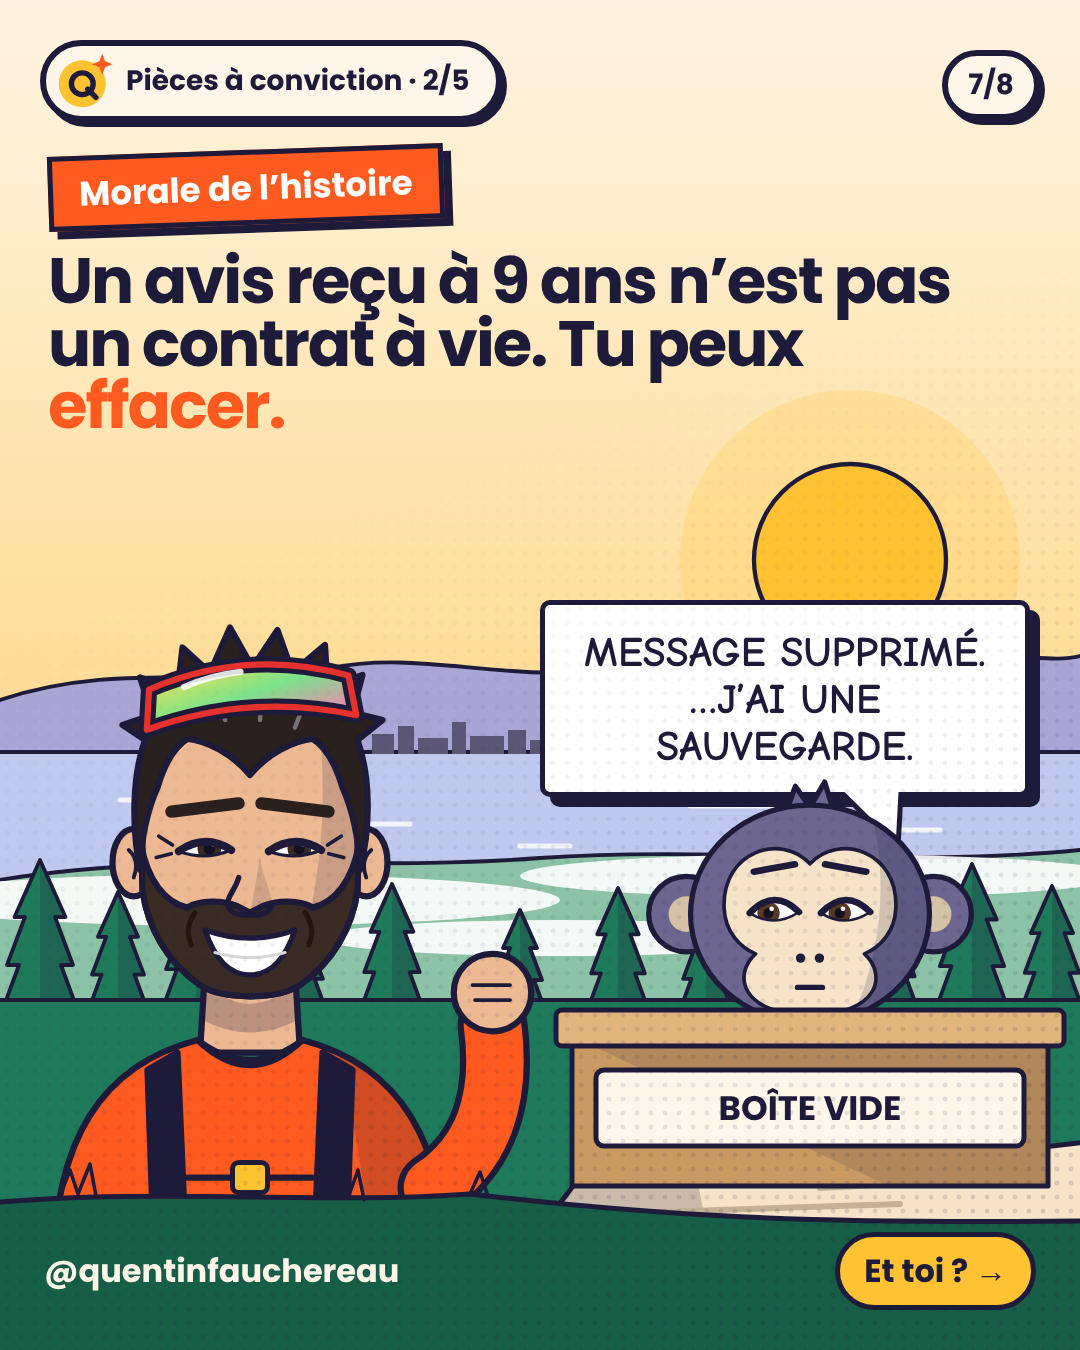 Q
Pièces à conviction · 2/5
7/8
Morale de l’histoire
Un avis reçu à 9 ans n’est pas
un contrat à vie. Tu peux
effacer.
MESSAGE SUPPRIMÉ.
...J’AI UNE
SAUVEGARDE.
BOÎTE VIDE
@quentinfauchereau
Et toi ? →